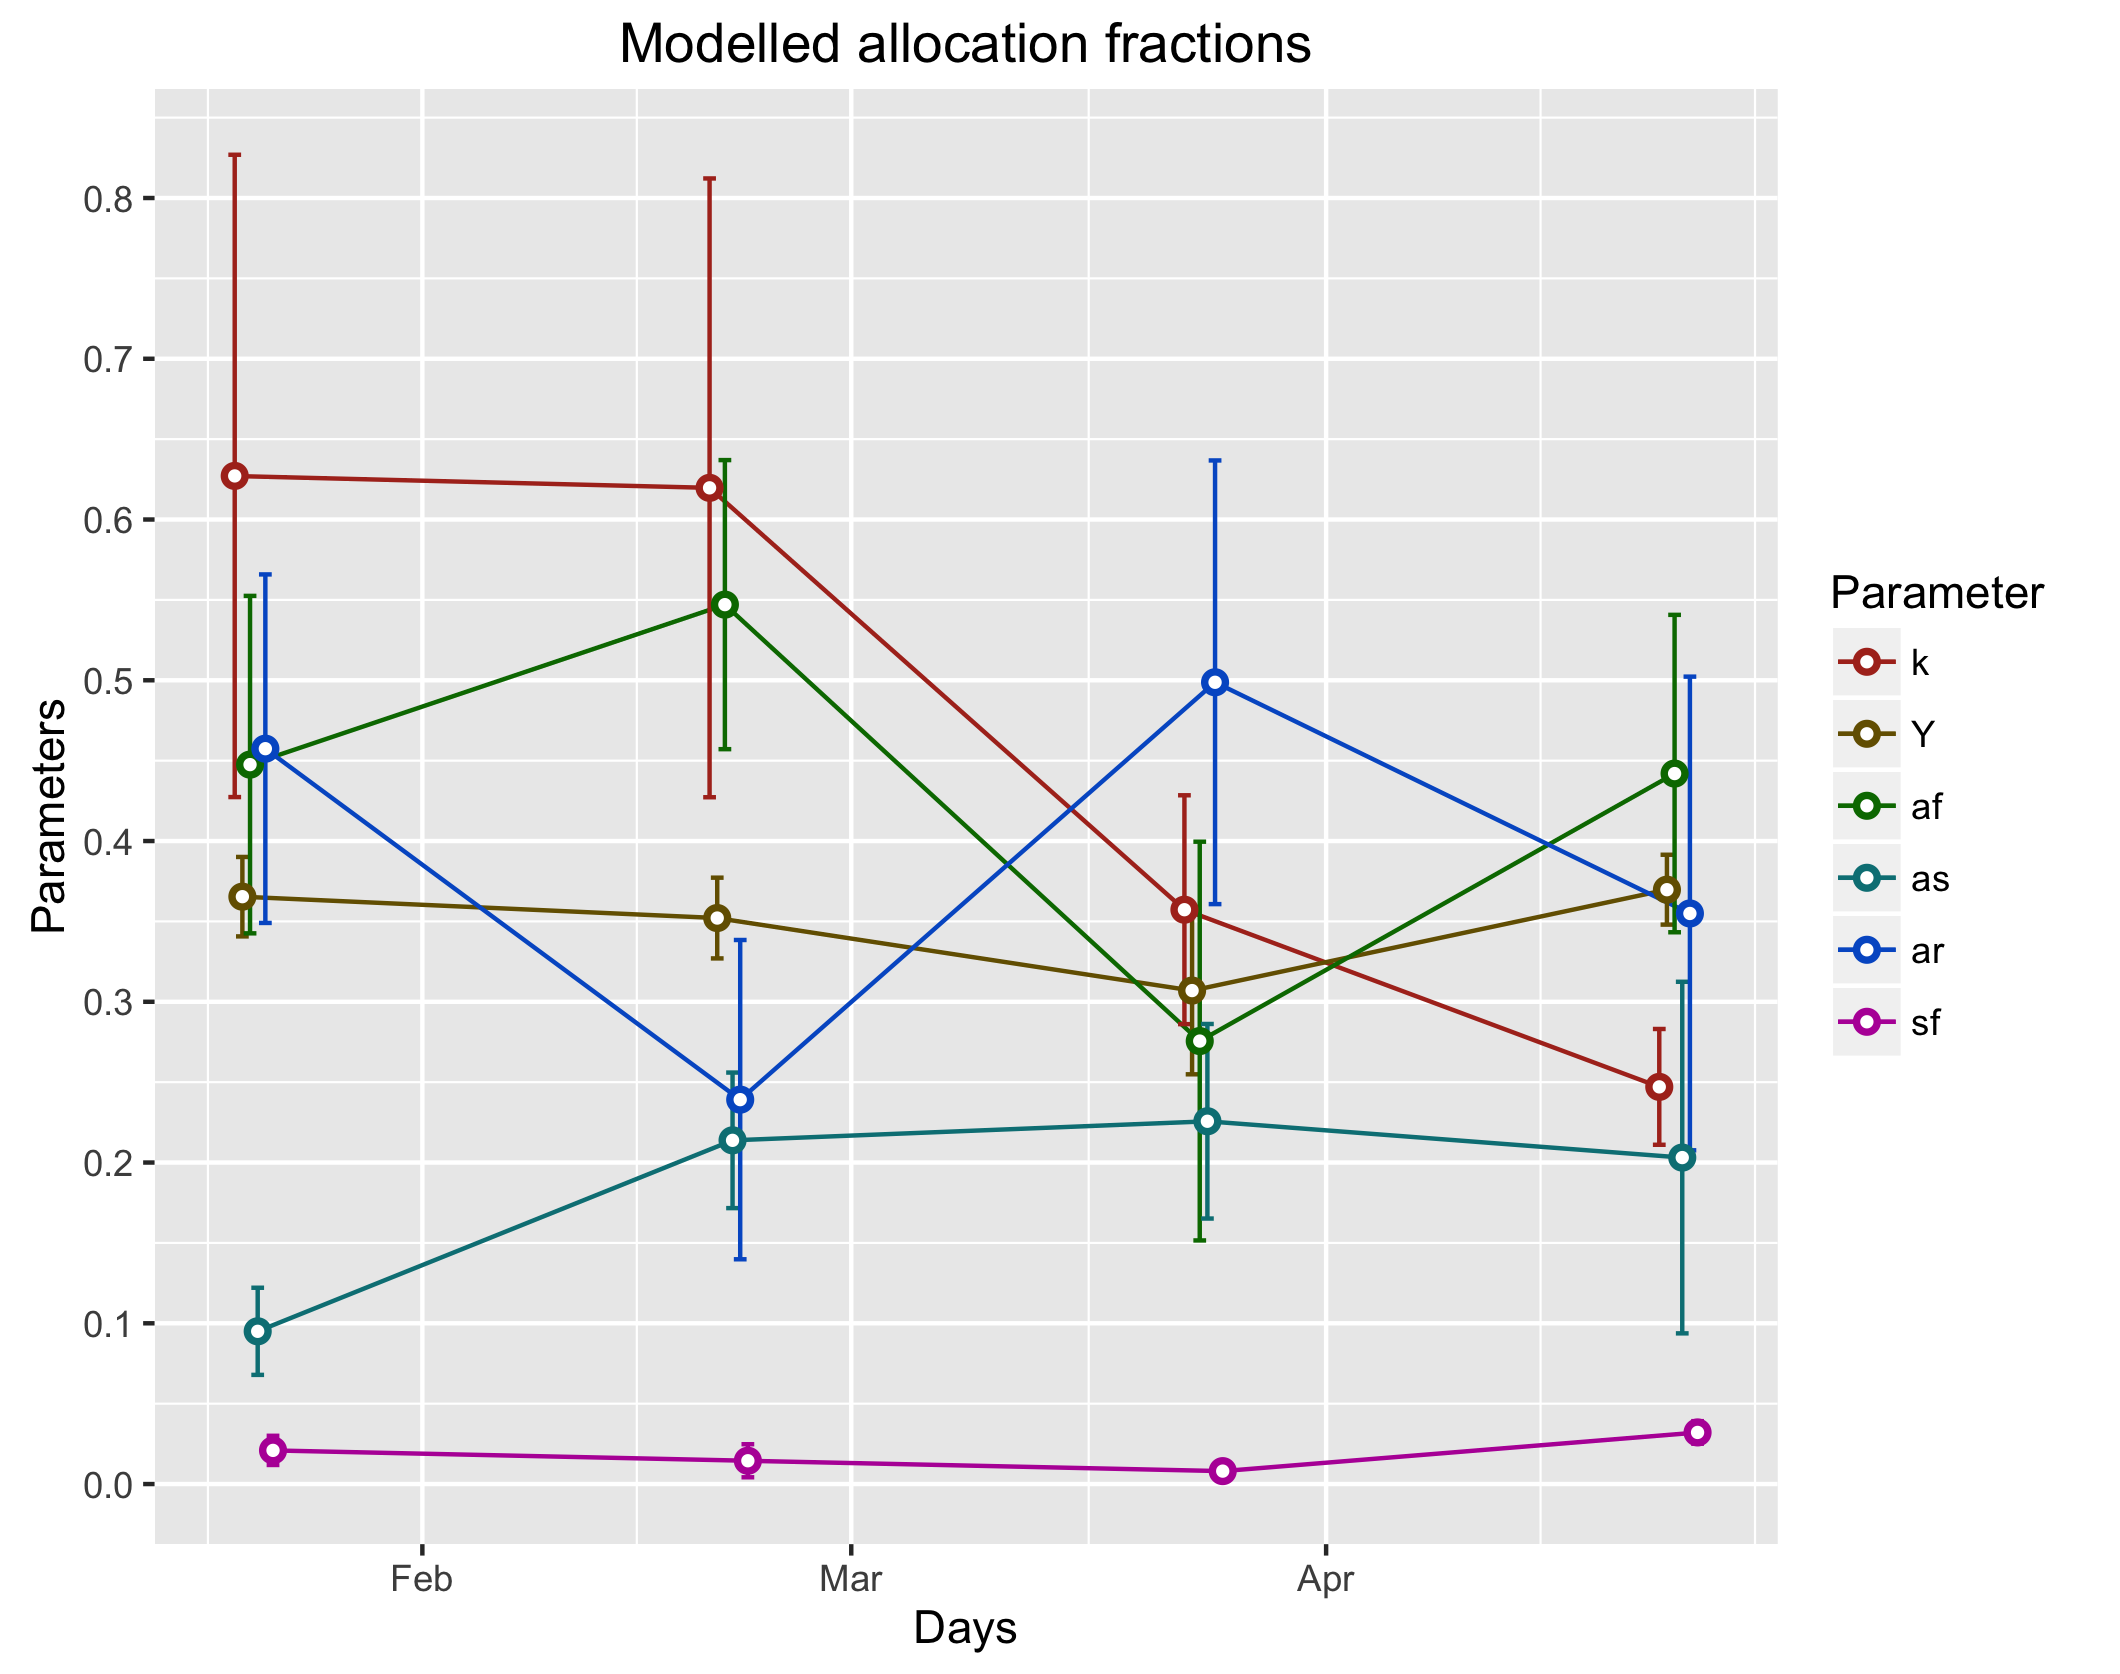 Modelled allocation fractions
Parameters
0.8
0.7
0.6
0.5
0.4
0.3
0.2
0.1
0.0
Feb Mar Apr
Days
Parameter
k
Y
af
as
ar
sf